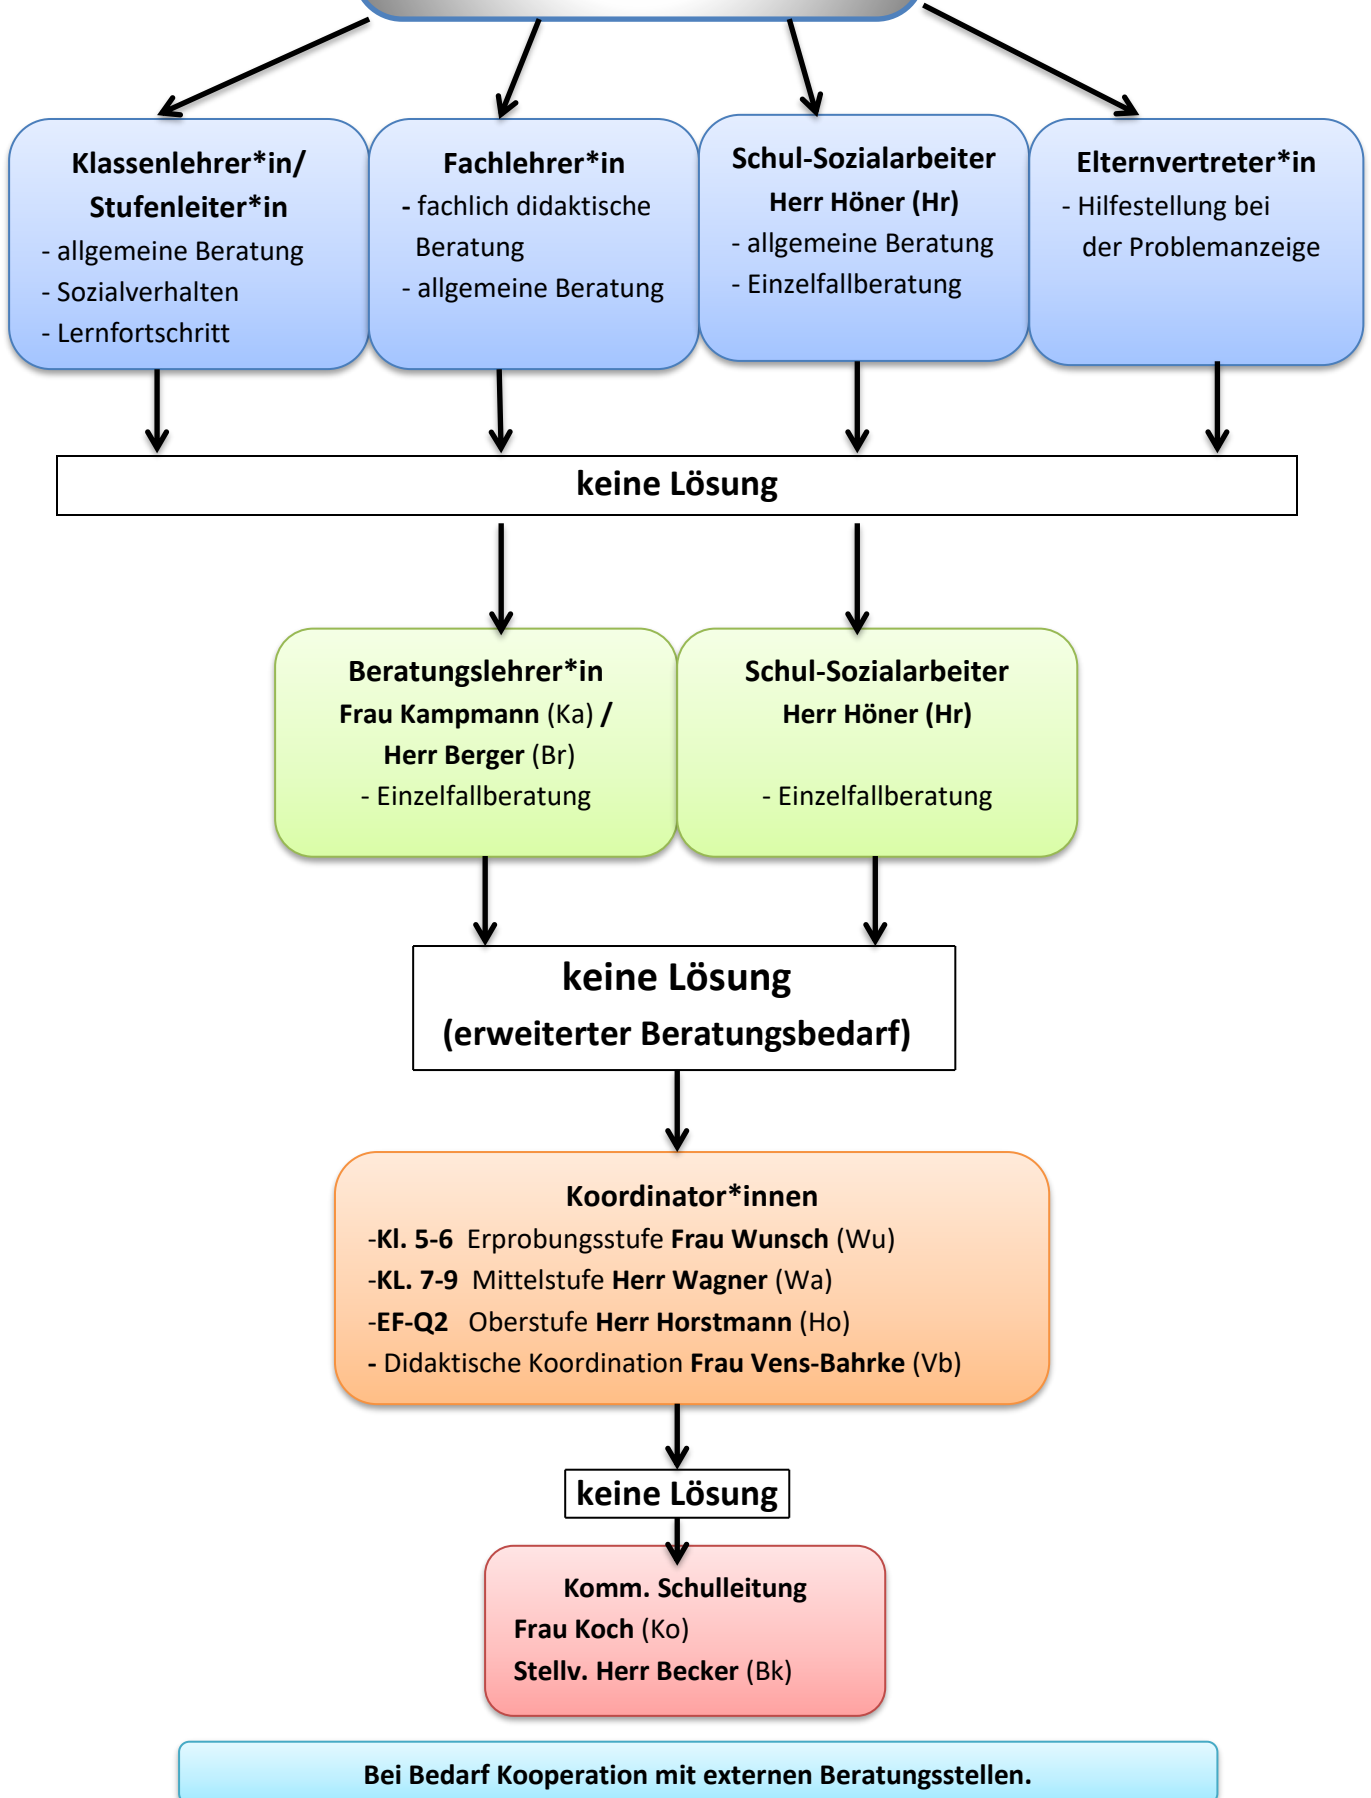 Klassenlehrer*in/
Stufenleiter*in
- allgemeine Beratung
- Sozialverhalten
- Lernfortschritt
Fachlehrer*in
- fachlich didaktische
Beratung
- allgemeine Beratung
Schul-Sozialarbeiter
Herr Höner (Hr)
- allgemeine Beratung
- Einzelfallberatung
Elternvertreter*in
- Hilfestellung bei
der Problemanzeige
keine Lösung
Beratungslehrer*in
Frau Kampmann (Ka) /
Herr Berger (Br)
- Einzelfallberatung
Schul-Sozialarbeiter
Herr Höner (Hr)
- Einzelfallberatung
keine Lösung
(erweiterter Beratungsbedarf)
Koordinator*innen
-Kl. 5-6 Erprobungsstufe Frau Wunsch (Wu)
-KL. 7-9 Mittelstufe Herr Wagner (Wa)
-EF-Q2 Oberstufe Herr Horstmann (Ho)
- Didaktische Koordination Frau Vens-Bahrke (Vb)
keine Lösung
Komm. Schulleitung
Frau Koch (Ko)
Stellv. Herr Becker (Bk)
Bei Bedarf Kooperation mit externen Beratungsstellen.